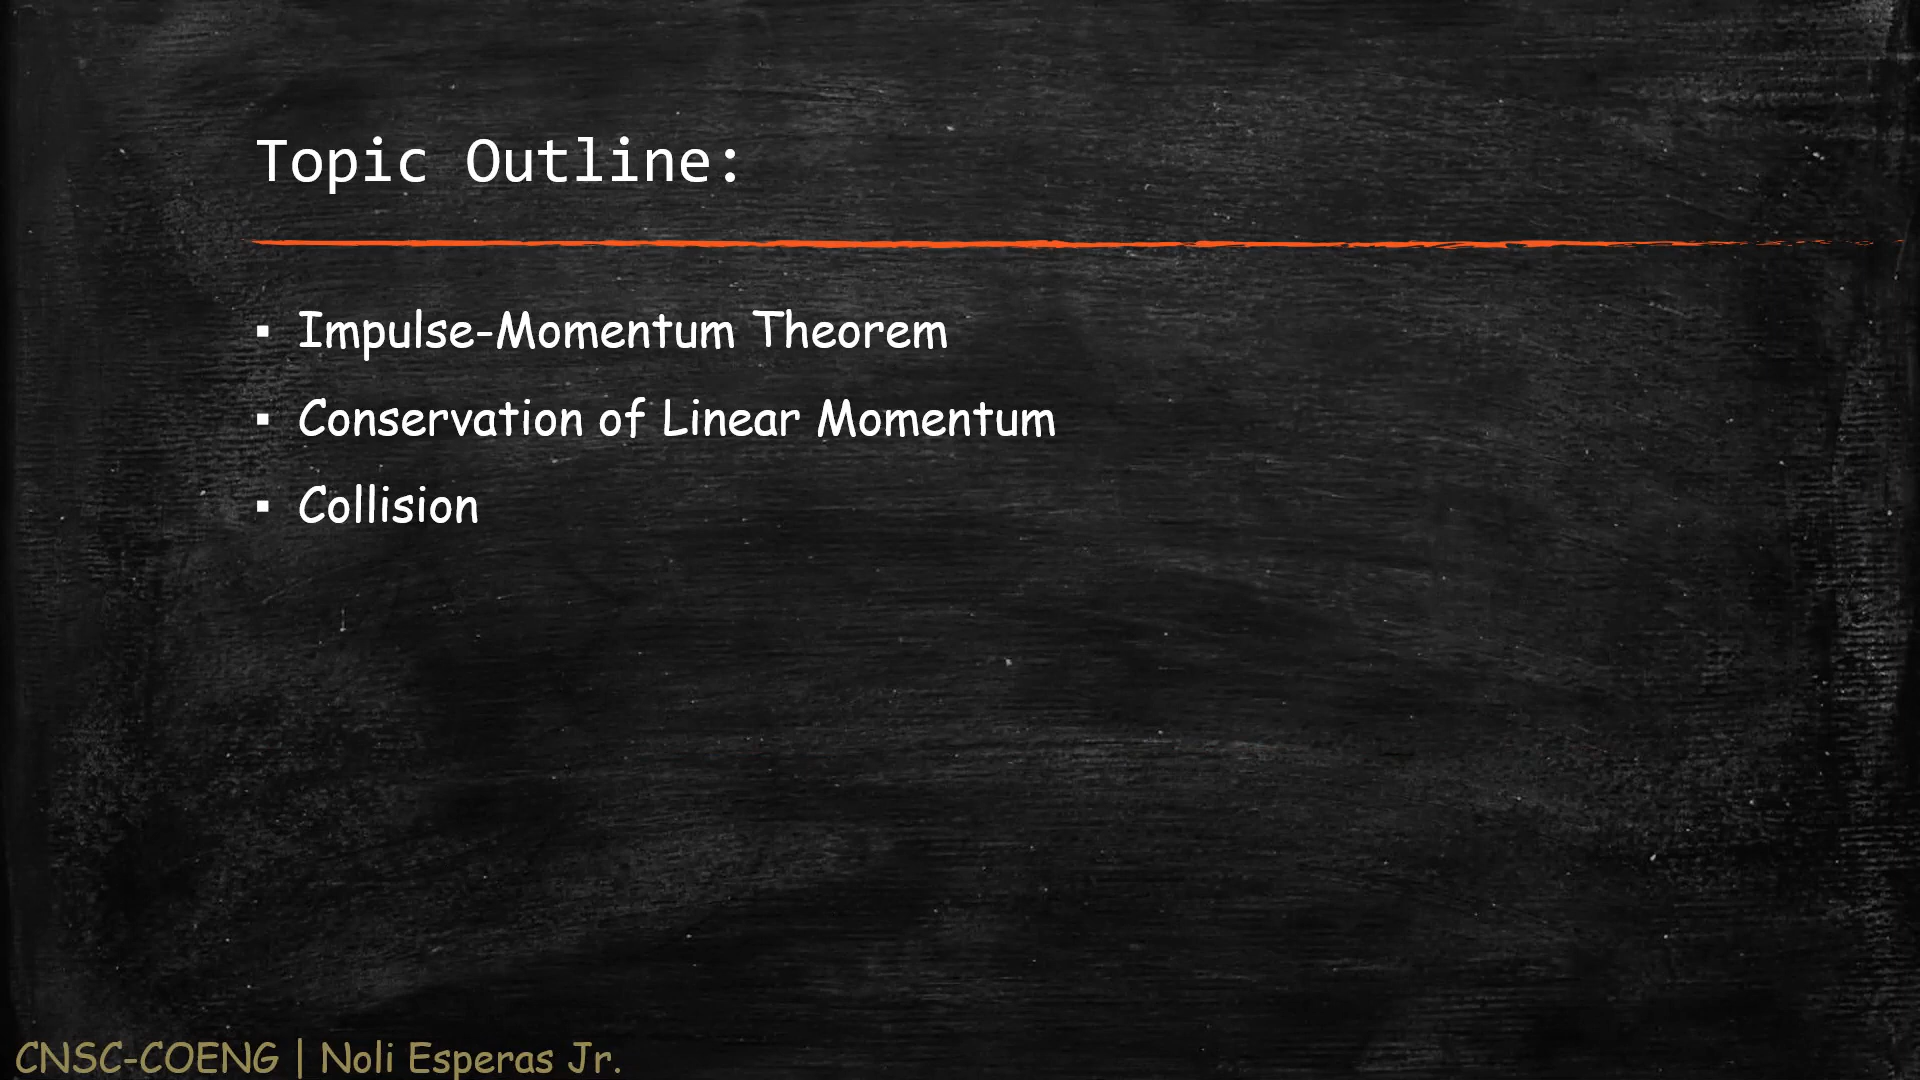 Topic Outline:
▪ Impulse-Momentum Theorem
▪ Conservation of Linear Momentum
▪ Collision
CNSC-COENG | Noli Esperas Jr.